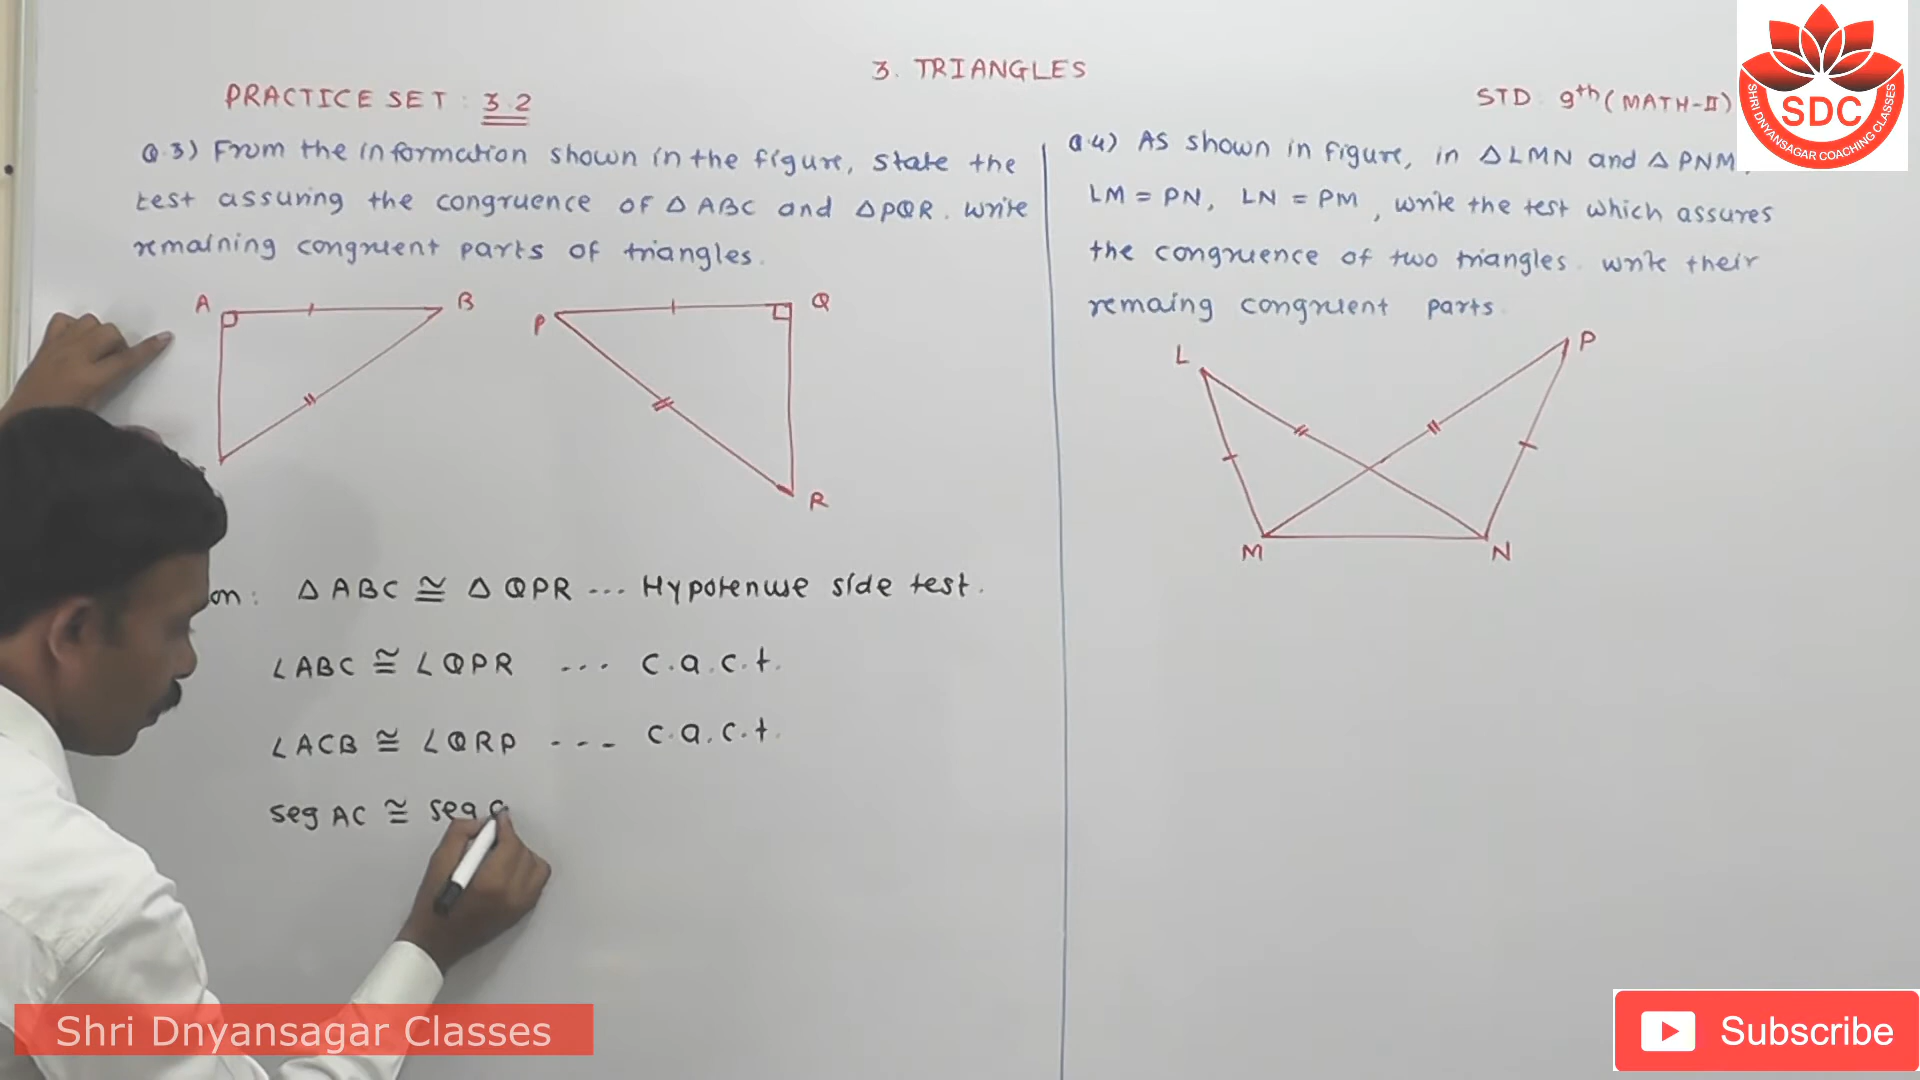 3. TRIANGLES
PRACTICE SET : 3.2
STD. 9th (MATH-II)
SDC
SHRI DNYANSAGAR COACHING CLASSES
Q.3) From the information shown in the figure, state the
test assuring the congruence of △ABC and △PQR. Write
remaining congruent parts of triangles.
A
B
P
Q
R
on: △ABC ≅ △QPR ... Hypotenuse side test.
∠ABC ≅ ∠QPR ... c.a.c.t.
∠ACB ≅ ∠QRP --- c.a.c.t.
seg AC ≅ seg
Q.4) As shown in figure, in △LMN and △PNM
LM = PN, LN = PM, write the test which assures
the congruence of two triangles. Write their
remaing congruent parts.
L
P
M
N
Shri Dnyansagar Classes
Subscribe